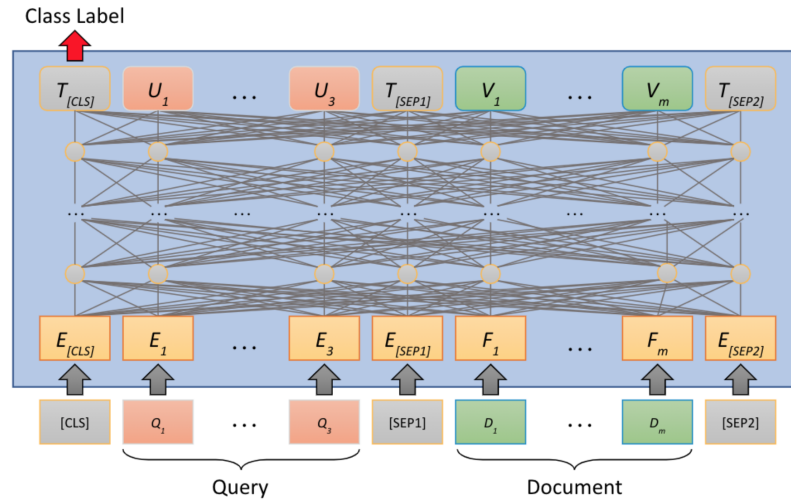 Class Label
T[CLS] U1 ... U3 T[SEP1] V1 ... Vm T[SEP2]
... ... ... ... ... ... ... ...
E[CLS] E1 ... E3 E[SEP1] F1 ... Fm E[SEP2]
[CLS] Q1 ... Q3 [SEP1] D1 ... Dm [SEP2]
Query Document